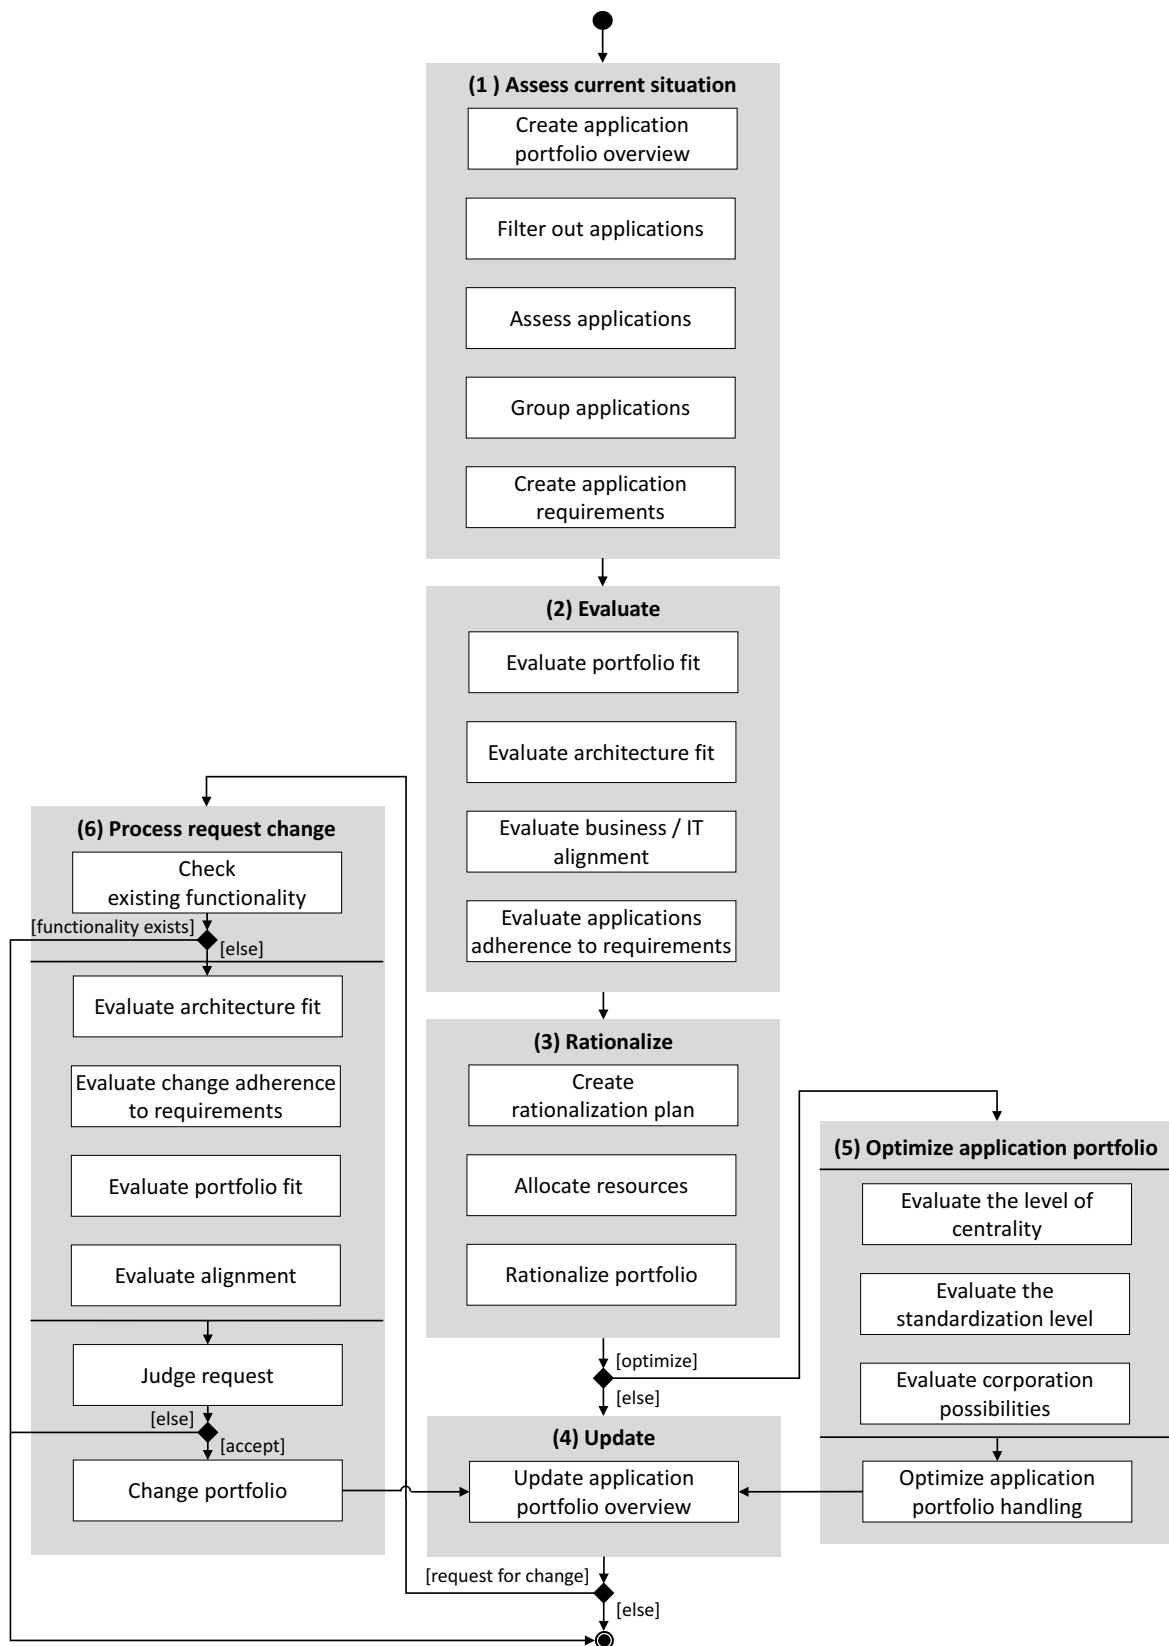 (1 ) Assess current situation
Create application
portfolio overview
Filter out applications
Assess applications
Group applications
Create application
requirements
(2) Evaluate
Evaluate portfolio fit
Evaluate architecture fit
Evaluate business / IT
alignment
Evaluate applications
adherence to requirements
(6) Process request change
Check
existing functionality
[functionality exists]
[else]
Evaluate architecture fit
Evaluate change adherence
to requirements
Evaluate portfolio fit
Evaluate alignment
Judge request
[else]
[accept]
Change portfolio
(3) Rationalize
Create
rationalization plan
Allocate resources
Rationalize portfolio
[optimize]
[else]
(4) Update
Update application
portfolio overview
[request for change]
[else]
(5) Optimize application portfolio
Evaluate the level of
centrality
Evaluate the
standardization level
Evaluate corporation
possibilities
Optimize application
portfolio handling